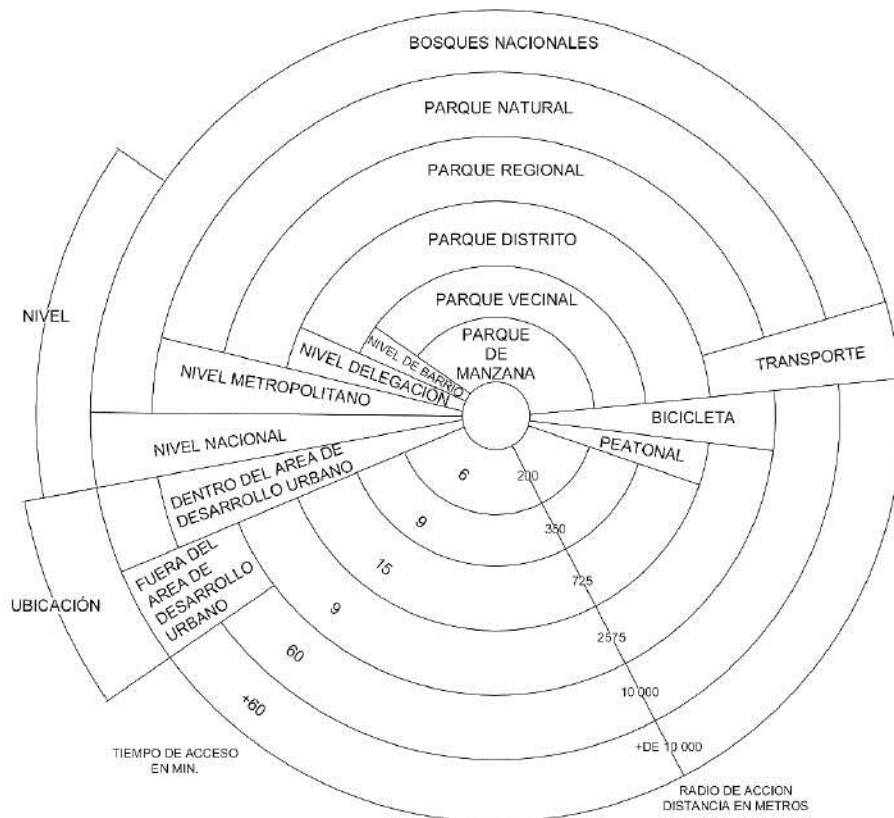 BOSQUES NACIONALES
PARQUE NATURAL
PARQUE REGIONAL
PARQUE DISTRITO
PARQUE VECINAL
PARQUE
DE
MANZANA
NIVEL
NIVEL DE BARRIO
NIVEL DELEGACIÓN
NIVEL METROPOLITANO
NIVEL NACIONAL
TRANSPORTE
BICICLETA
PEATONAL
UBICACIÓN
DENTRO DEL AREA DE
DESARROLLO URBANO
FUERA DEL
AREA DE
DESARROLLO
URBANO
6
9
15
9
60
+60
200
350
725
2575
10 000
+DE 10 000
TIEMPO DE ACCESO
EN MIN.
RADIO DE ACCION
DISTANCIA EN METROS